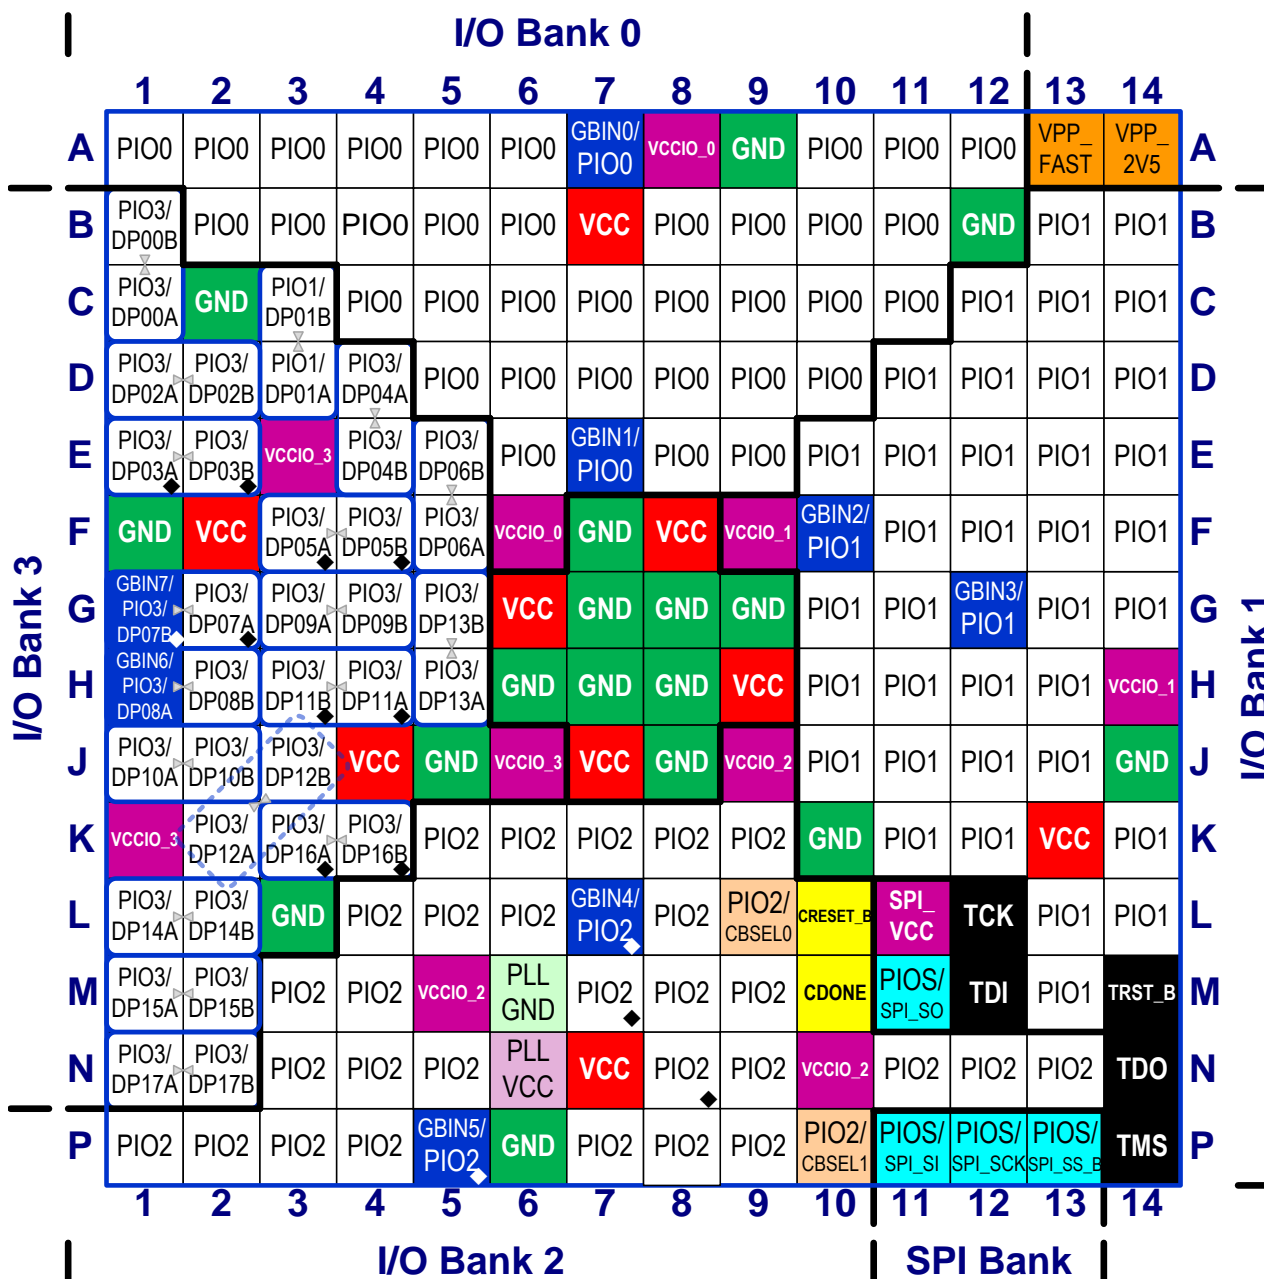 I/O Bank 0
1 2 3 4 5 6 7 8 9 10 11 12 13 14
A PIO0 PIO0 PIO0 PIO0 PIO0 PIO0 GBIN0/ PIO0 VCCIO_0 GND PIO0 PIO0 PIO0 VPP_ FAST VPP_ 2V5 A
B PIO3/ DP00B PIO0 PIO0 PIO0 PIO0 PIO0 VCC PIO0 PIO0 PIO0 PIO0 GND PIO1 PIO1 B
C PIO3/ DP00A GND PIO1/ DP01B PIO0 PIO0 PIO0 PIO0 PIO0 PIO0 PIO0 PIO0 PIO1 PIO1 PIO1 C
D PIO3/ DP02A PIO3/ DP02B PIO1/ DP01A PIO3/ DP04A PIO0 PIO0 PIO0 PIO0 PIO0 PIO0 PIO1 PIO1 PIO1 PIO1 D
E PIO3/ DP03A PIO3/ DP03B VCCIO_3 PIO3/ DP04B PIO3/ DP06B PIO0 GBIN1/ PIO0 PIO0 PIO0 PIO1 PIO1 PIO1 PIO1 PIO1 E
F GND VCC PIO3/ DP05A PIO3/ DP05B PIO3/ DP06A VCCIO_0 GND VCC VCCIO_1 GBIN2/ PIO1 PIO1 PIO1 PIO1 PIO1 F
G GBIN7/ PIO3/ DP07B PIO3/ DP07A PIO3/ DP09A PIO3/ DP09B PIO3/ DP13B VCC GND GND GND PIO1 PIO1 GBIN3/ PIO1 PIO1 PIO1 G
H GBIN6/ PIO3/ DP08A PIO3/ DP08B PIO3/ DP11B PIO3/ DP11A PIO3/ DP13A GND GND GND VCC PIO1 PIO1 PIO1 PIO1 VCCIO_1 H
J PIO3/ DP10A PIO3/ DP10B PIO3/ DP12B VCC GND VCCIO_3 VCC GND VCCIO_2 PIO1 PIO1 PIO1 PIO1 GND J
K VCCIO_3 PIO3/ DP12A PIO3/ DP16A PIO3/ DP16B PIO2 PIO2 PIO2 PIO2 PIO2 GND PIO1 PIO1 VCC PIO1 K
L PIO3/ DP14A PIO3/ DP14B GND PIO2 PIO2 PIO2 GBIN4/ PIO2 PIO2 PIO2/ CBSEL0 CRESET_B SPI_ VCC TCK PIO1 PIO1 L
M PIO3/ DP15A PIO3/ DP15B PIO2 PIO2 VCCIO_2 PLL GND PIO2 PIO2 PIO2 CDONE PIOS/ SPI_SO TDI PIO1 TRST_B M
N PIO3/ DP17A PIO3/ DP17B PIO2 PIO2 PIO2 PLL VCC VCC PIO2 PIO2 VCCIO_2 PIO2 PIO2 PIO2 TDO N
P PIO2 PIO2 PIO2 PIO2 GBIN5/ PIO2 GND PIO2 PIO2 PIO2 PIO2/ CBSEL1 PIOS/ SPI_SI PIOS/ SPI_SCK PIOS/ SPI_SS_B TMS P
1 2 3 4 5 6 7 8 9 10 11 12 13 14
I/O Bank 2
SPI Bank
I/O Bank 3
I/O Bank 1